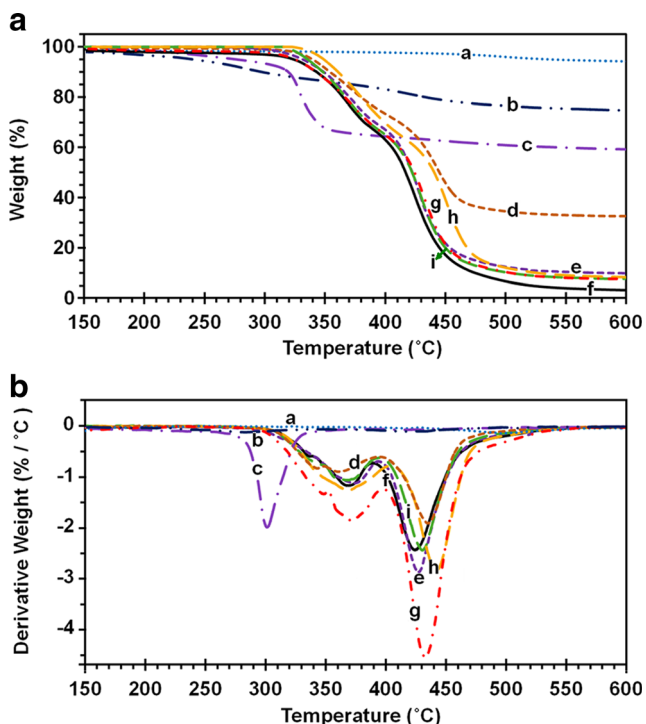 a
100
80
60
40
20
0
Weight (%)
a
b
c
d
g
h
i
e
f
150 200 250 300 350 400 450 500 550 600
Temperature (˚C)
b
0
-1
-2
-3
-4
Derivative Weight (% / ˚C)
a
b
c
d
f
i
h
e
g
150 200 250 300 350 400 450 500 550 600
Temperature (˚C)